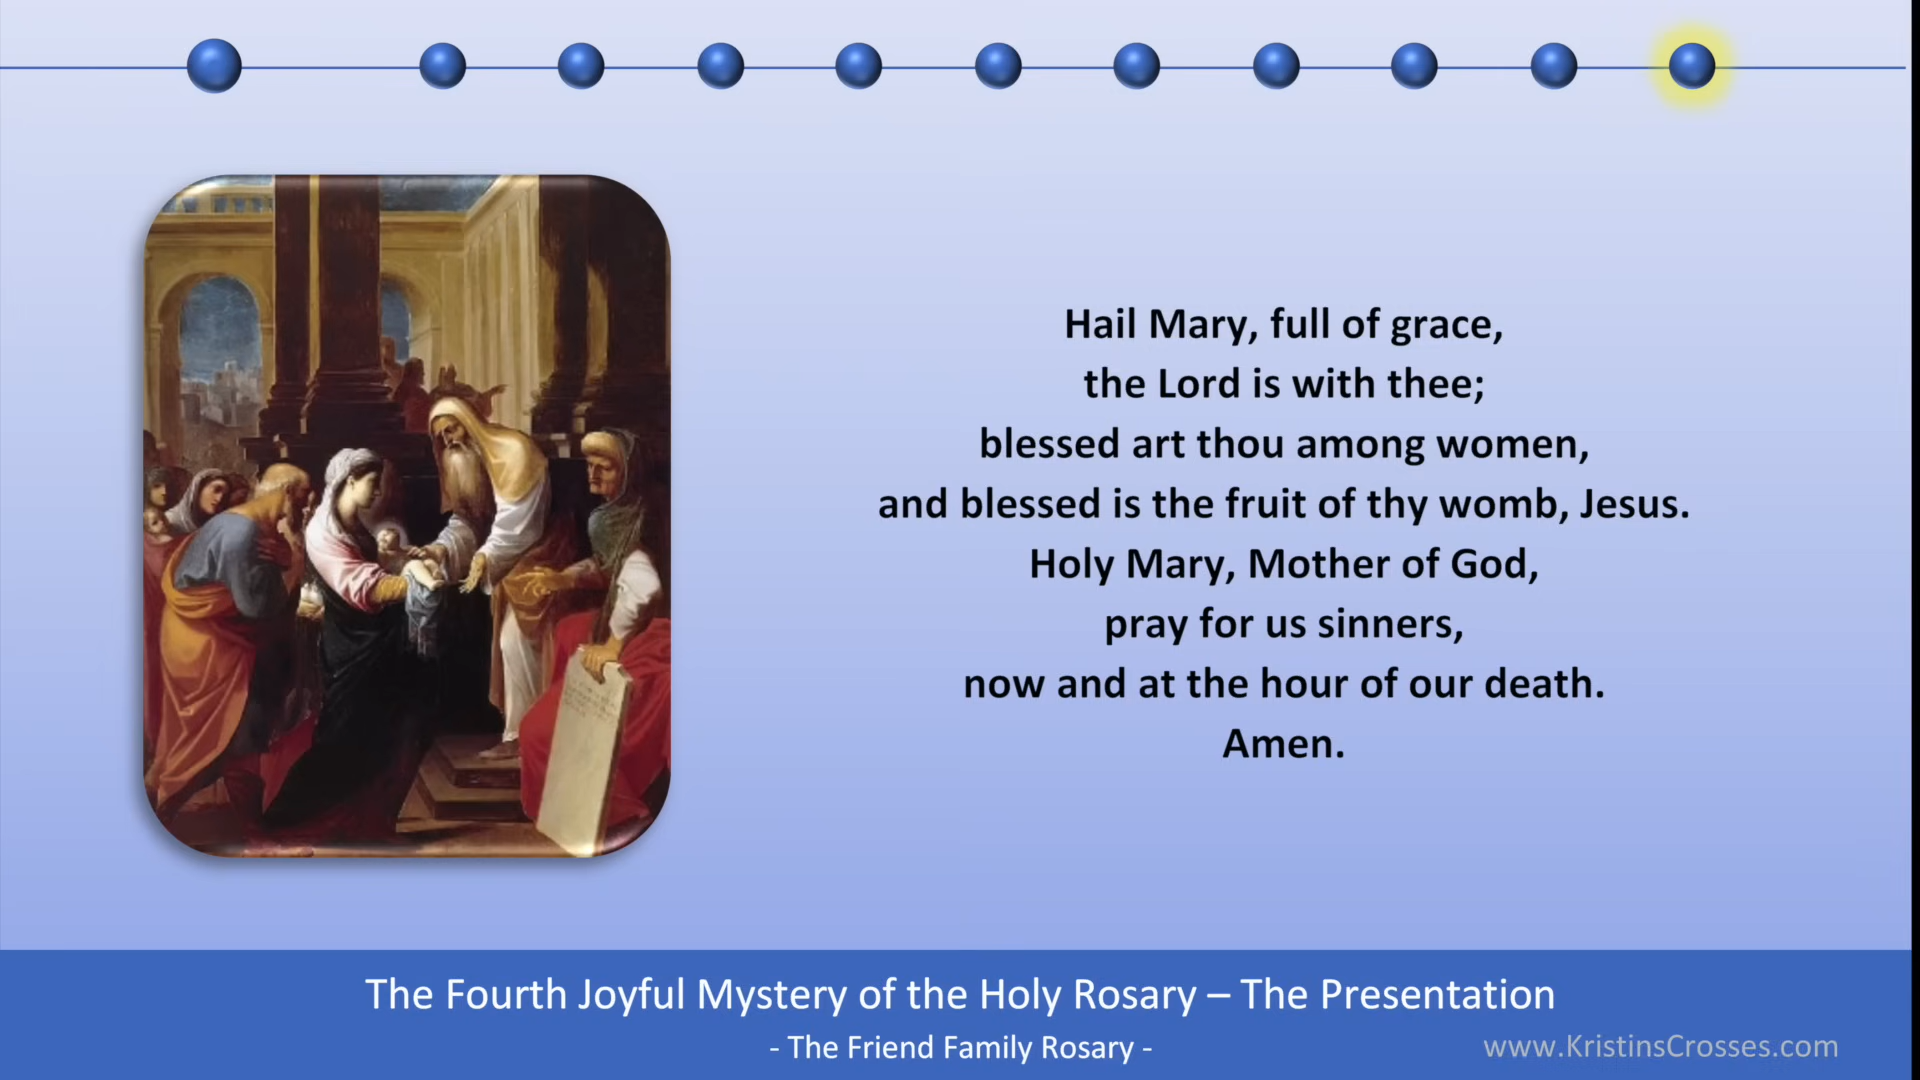 Hail Mary, full of grace,
the Lord is with thee;
blessed art thou among women,
and blessed is the fruit of thy womb, Jesus.
Holy Mary, Mother of God,
pray for us sinners,
now and at the hour of our death.
Amen.
The Fourth Joyful Mystery of the Holy Rosary – The Presentation
- The Friend Family Rosary -
www.KristinsCrosses.com